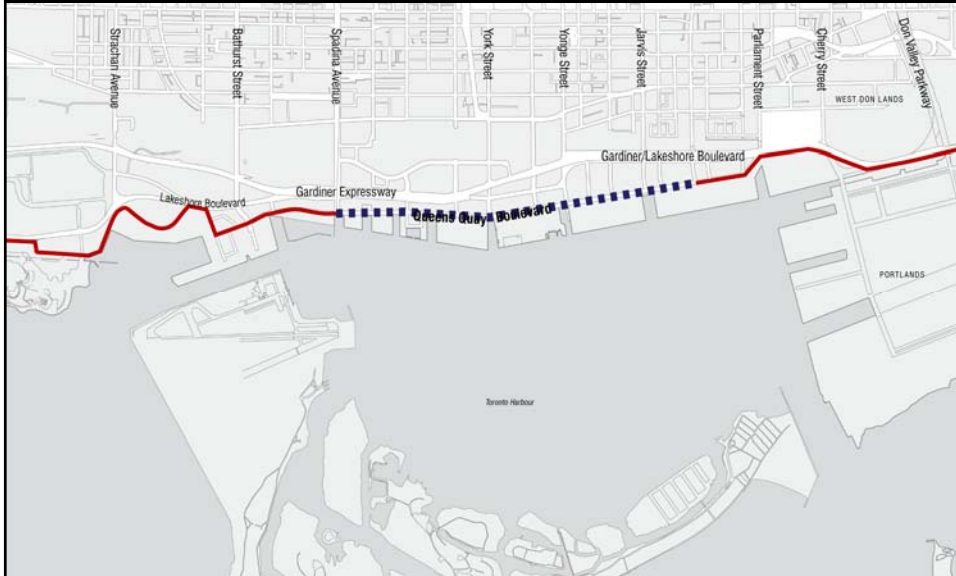 Strachan Avenue
Bathurst Street
Spadina Avenue
York Street
Yonge Street
Jarvis Street
Parliament Street
Cherry Street
Don Valley Parkway
WEST DON LANDS
Gardiner/Lakeshore Boulevard
Gardiner Expressway
Lakeshore Boulevard
Queens Quay Boulevard
PORTLANDS
Toronto Harbour